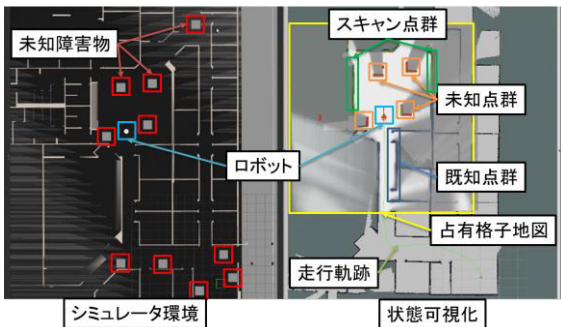 未知障害物
スキャン点群
未知点群
ロボット
既知点群
占有格子地図
走行軌跡
シミュレータ環境
状態可視化